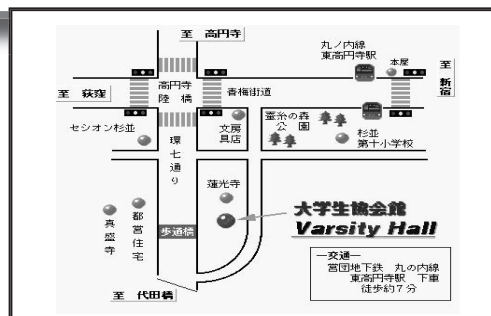 至 高円寺
丸ノ内線
東高円寺駅
本屋
至 新宿
至 荻窪
高円寺
陸橋
青梅街道
セシオン杉並
文房
具店
蚕糸の森
公園
杉並
第十小学校
環七通り
蓮光寺
大学生協会館
Varsity Hall
真盛寺
都営住宅
歩道橋
―交通―
営団地下鉄 丸の内線
東高円寺駅 下車
徒歩約7分
至 代田橋